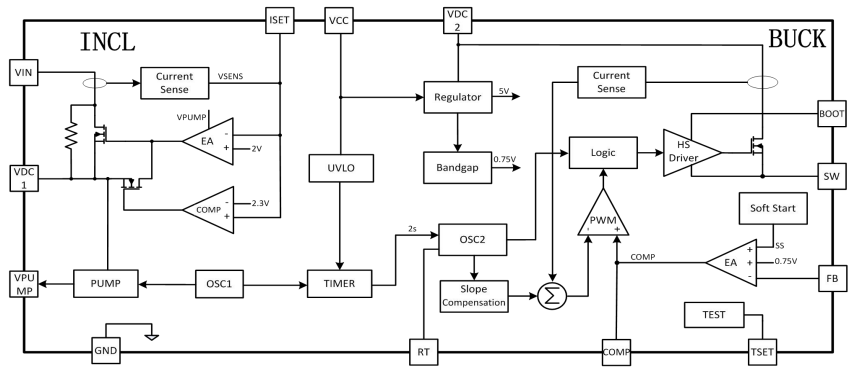 ISET
VCC
VDC
2
INCL
BUCK
VIN
Current
Sense
VSENS
Current
Sense
Regulator
5V
VPUMP
BOOT
EA
-
+
2V
HS
Driver
Logic
UVLO
Bandgap
0.75V
VDC
1
SW
COMP
-
+
2.3V
PWM
-
+
Soft Start
2s
OSC2
COMP
SS
EA
+
+
-
0.75V
VPU
MP
PUMP
OSC1
TIMER
Slope
Compensation
Σ
FB
TEST
GND
RT
COMP
TSET